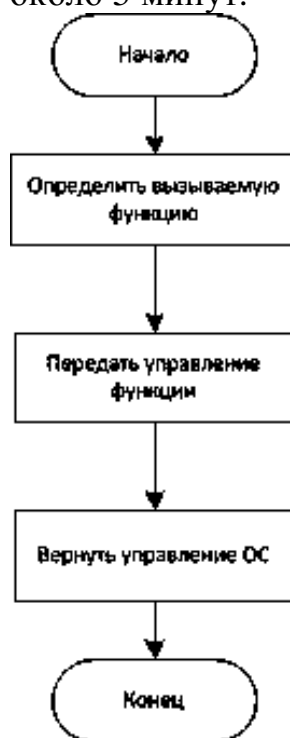 около 5 минут.
Начало
Определить вызываемую
функцию
Передать управление
функции
Вернуть управление ОС
Конец